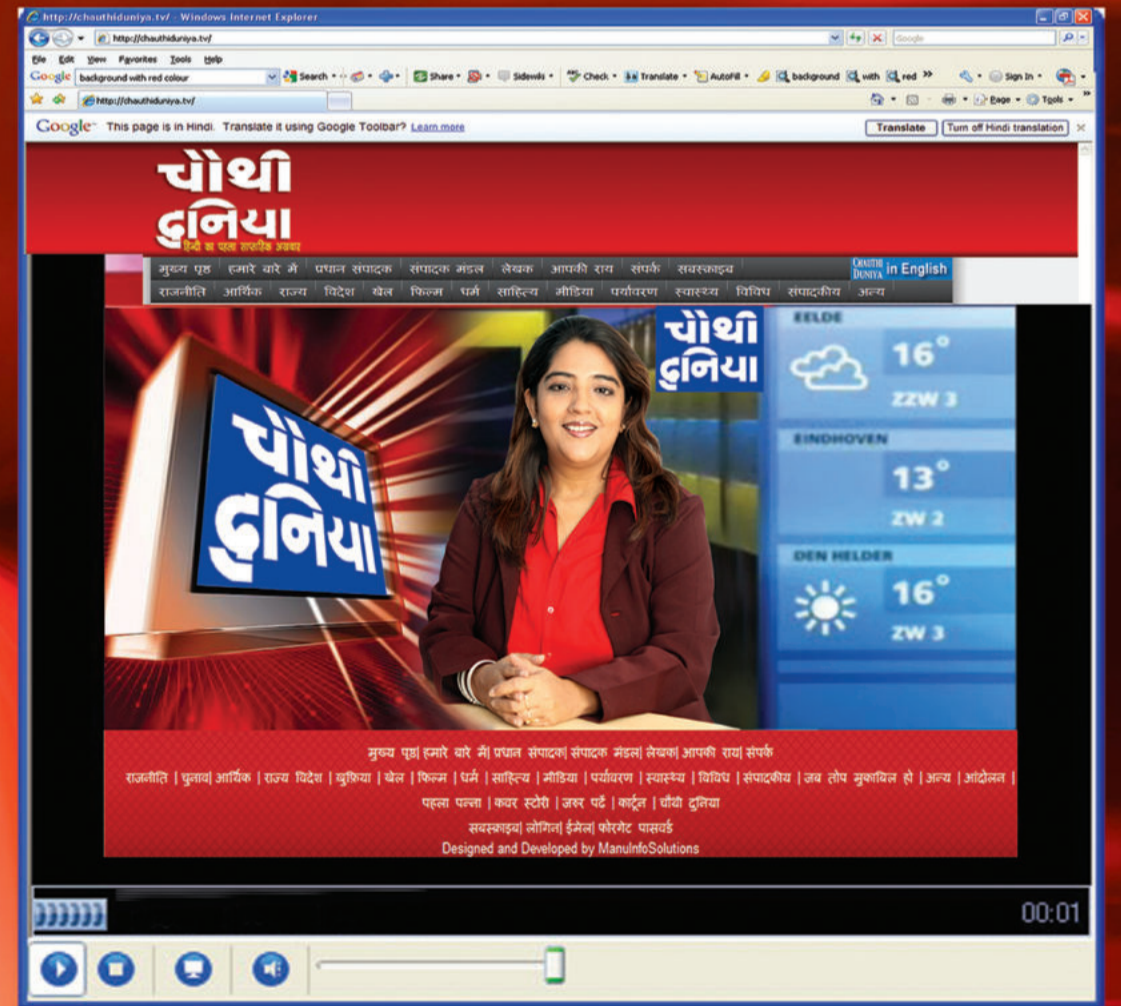 http://chauthiduniya.tv/ - Windows Internet Explorer
http://chauthiduniya.tv/
Google
File Edit View Favorites Tools Help
Google background with red colour Search Share Sidewiki Check Translate AutoFill background with red Sign In
http://chauthiduniya.tv/ Page Tools
Google This page is in Hindi. Translate it using Google Toolbar? Learn more Translate Turn off Hindi translation
चौथी
दुनिया
हिन्दी का पहला साप्ताहिक अखबार
मुख्य पृष्ठ हमारे बारे में प्रधान संपादक संपादक मंडल लेखक आपकी राय संपर्क सबस्क्राइब CHAUTHI DUNIYA in English
राजनीति आर्थिक राज्य विदेश खेल फिल्म धर्म साहित्य मीडिया पर्यावरण स्वास्थ्य विविध संपादकीय अन्य
चौथी
दुनिया
चौथी
दुनिया
EELDE
16°
ZZW 3
EINDHOVEN
13°
ZW 2
DEN HELDER
16°
ZW 3
मुख्य पृष्ठ| हमारे बारे में| प्रधान संपादक| संपादक मंडल| लेखक| आपकी राय| संपर्क
राजनीति | चुनाव| आर्थिक | राज्य विदेश | खुफ़िया | खेल | फिल्म | धर्म | साहित्य | मीडिया | पर्यावरण | स्वास्थ्य | विविध | संपादकीय | जब तोप मुकाबिल हो | अन्य | आंदोलन |
पहला पन्ना | कवर स्टोरी | जरुर पढें | कार्टून | चौथी दुनिया
सबस्क्राइब| लोगिन| ईमेल| फोरगेट पासवर्ड
Designed and Developed by ManuInfoSolutions
00:01